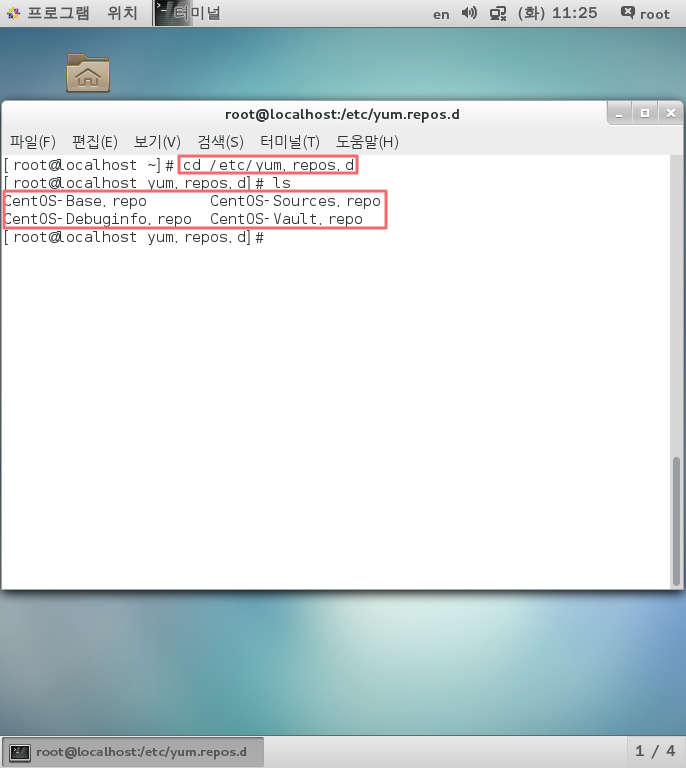 프로그램 위치 터미널 en (화) 11:25 root
root@localhost:/etc/yum.repos.d
파일(F) 편집(E) 보기(V) 검색(S) 터미널(T) 도움말(H)
[root@localhost ~]# cd /etc/yum.repos.d
[root@localhost yum.repos.d]# ls
CentOS-Base.repo CentOS-Sources.repo
CentOS-Debuginfo.repo CentOS-Vault.repo
[root@localhost yum.repos.d]#
root@localhost:/etc/yum.repos.d 1 / 4